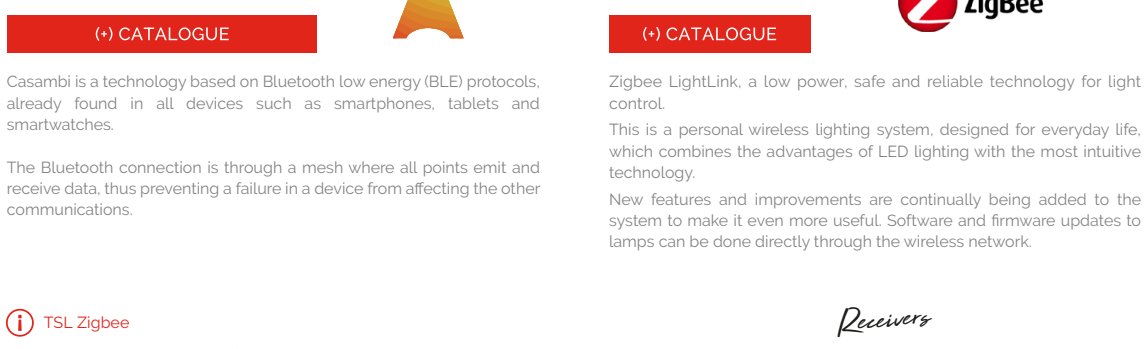 (+) CATALOGUE
Casambi is a technology based on Bluetooth low energy (BLE) protocols,
already found in all devices such as smartphones, tablets and
smartwatches.
The Bluetooth connection is through a mesh where all points emit and
receive data, thus preventing a failure in a device from affecting the other
communications.
ZigBee
(+) CATALOGUE
Zigbee LightLink, a low power, safe and reliable technology for light
control.
This is a personal wireless lighting system, designed for everyday life,
which combines the advantages of LED lighting with the most intuitive
technology.
New features and improvements are continually being added to the
system to make it even more useful. Software and firmware updates to
lamps can be done directly through the wireless network.
TSL Zigbee
Receivers